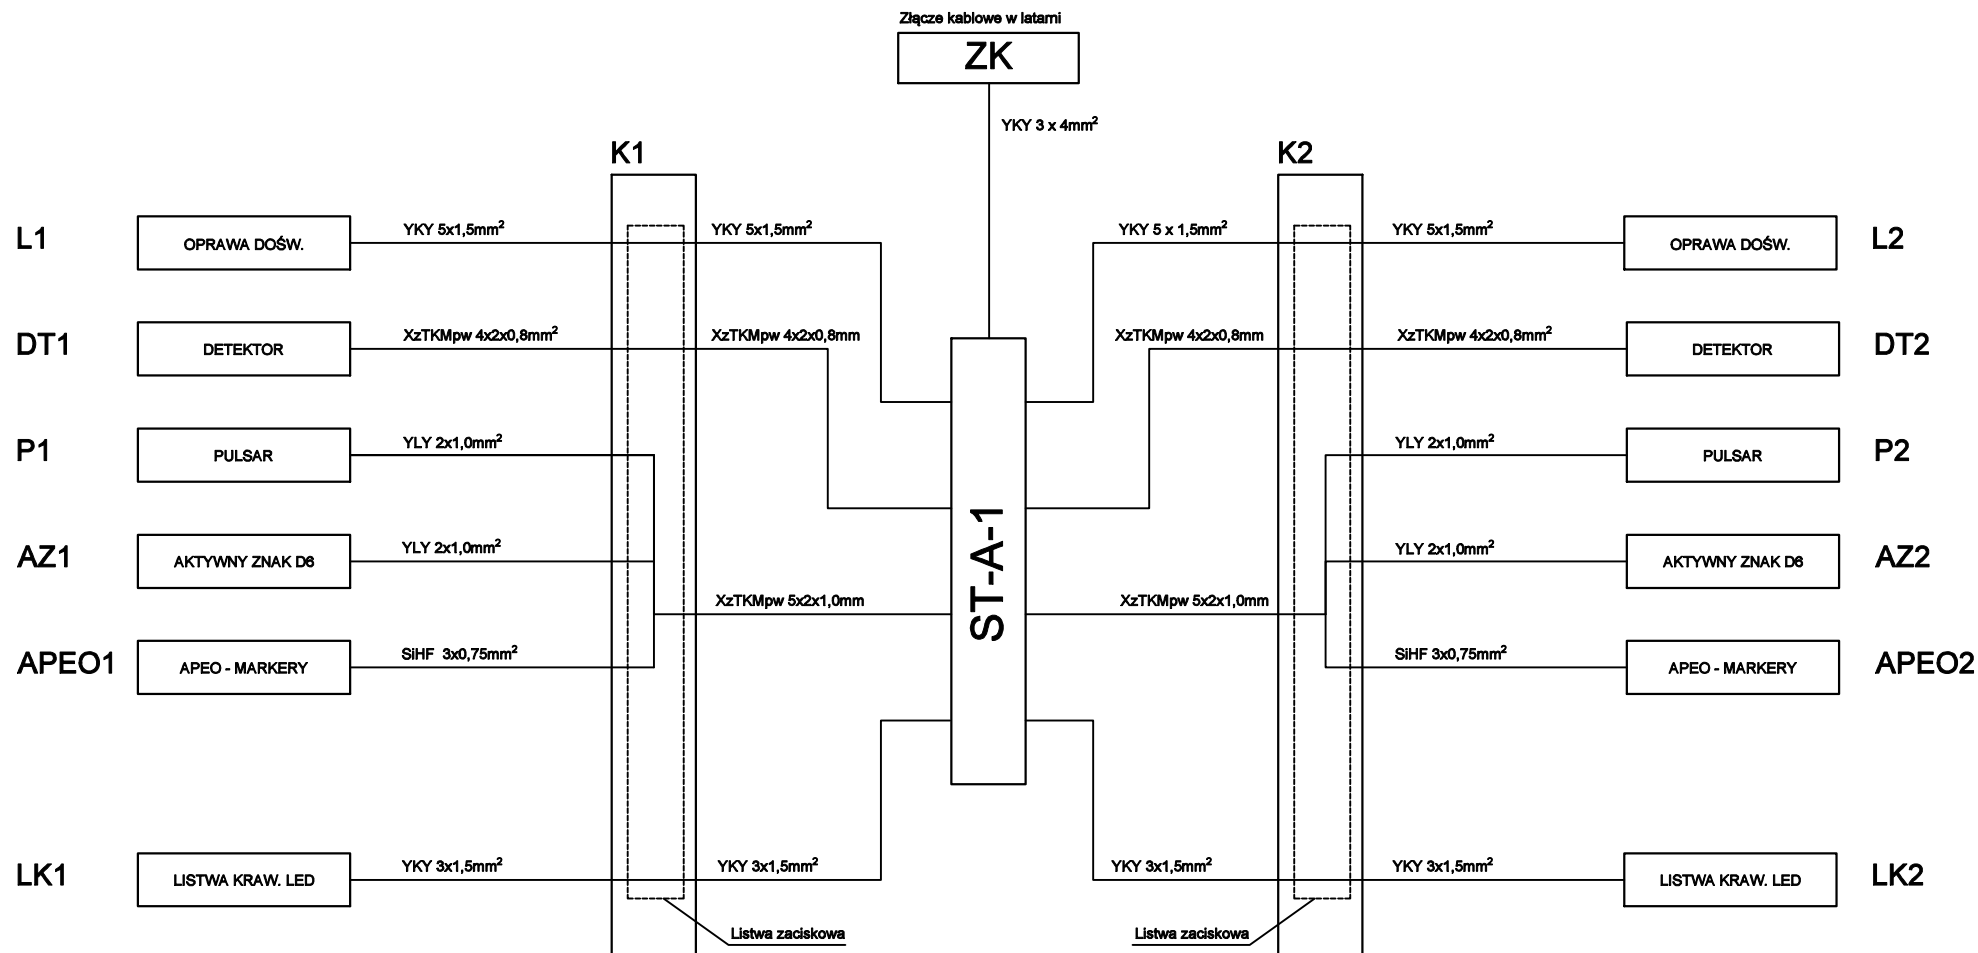 Złącze kablowe w latarni
ZK
YKY 3 x 4mm²
K1
K2
L1
OPRAWA DOŚW.
YKY 5x1,5mm²
YKY 5x1,5mm²
YKY 5 x 1,5mm²
YKY 5x1,5mm²
OPRAWA DOŚW.
L2
DT1
DETEKTOR
XzTKMpw 4x2x0,8mm²
XzTKMpw 4x2x0,8mm
XzTKMpw 4x2x0,8mm
XzTKMpw 4x2x0,8mm²
DETEKTOR
DT2
P1
PULSAR
YLY 2x1,0mm²
YLY 2x1,0mm²
PULSAR
P2
ST-A-1
AZ1
AKTYWNY ZNAK D6
YLY 2x1,0mm²
YLY 2x1,0mm²
AKTYWNY ZNAK D6
AZ2
XzTKMpw 5x2x1,0mm
XzTKMpw 5x2x1,0mm
APEO1
APEO - MARKERY
SiHF 3x0,75mm²
SiHF 3x0,75mm²
APEO - MARKERY
APEO2
LK1
LISTWA KRAW. LED
YKY 3x1,5mm²
YKY 3x1,5mm²
YKY 3x1,5mm²
YKY 3x1,5mm²
LISTWA KRAW. LED
LK2
Listwa zaciskowa
Listwa zaciskowa